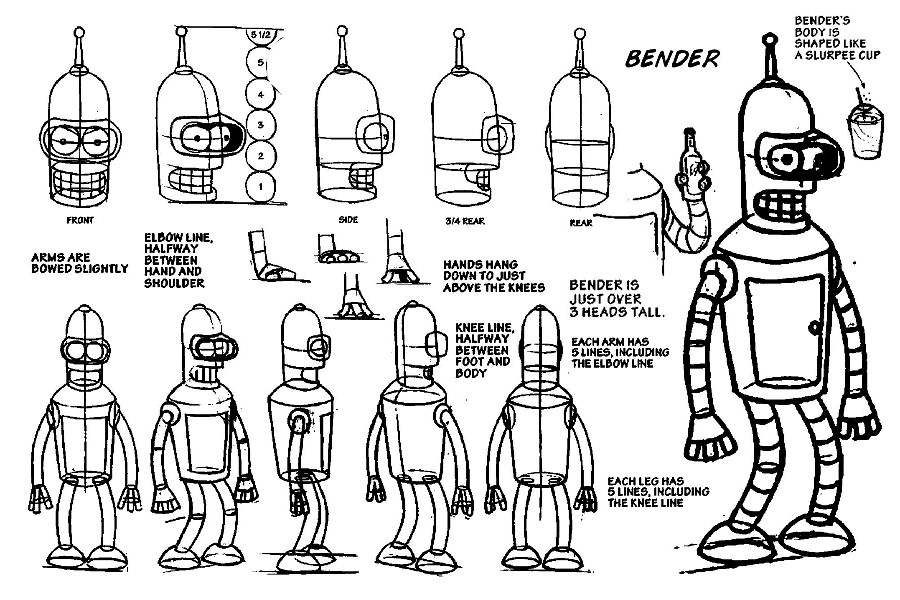 BENDER'S
BODY IS
SHAPED LIKE
A SLURPEE CUP
BENDER
5 1/2
5
4
3
2
1
FRONT
SIDE
3/4 REAR
REAR
ARMS ARE
BOWED SLIGHTLY
ELBOW LINE,
HALFWAY
BETWEEN
HAND AND
SHOULDER
HANDS HANG
DOWN TO JUST
ABOVE THE KNEES
BENDER IS
JUST OVER
3 HEADS TALL.
KNEE LINE,
HALFWAY
BETWEEN
FOOT AND
BODY
EACH ARM HAS
5 LINES, INCLUDING
THE ELBOW LINE
EACH LEG HAS
5 LINES, INCLUDING
THE KNEE LINE